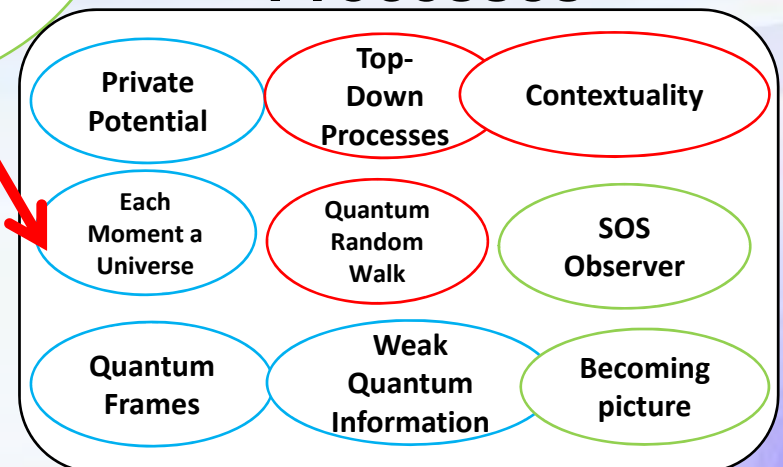 Processes
Private
Potential
Top-
Down
Processes
Contextuality
Each
Moment a
Universe
Quantum
Random
Walk
SOS
Observer
Quantum
Frames
Weak
Quantum
Information
Becoming
picture